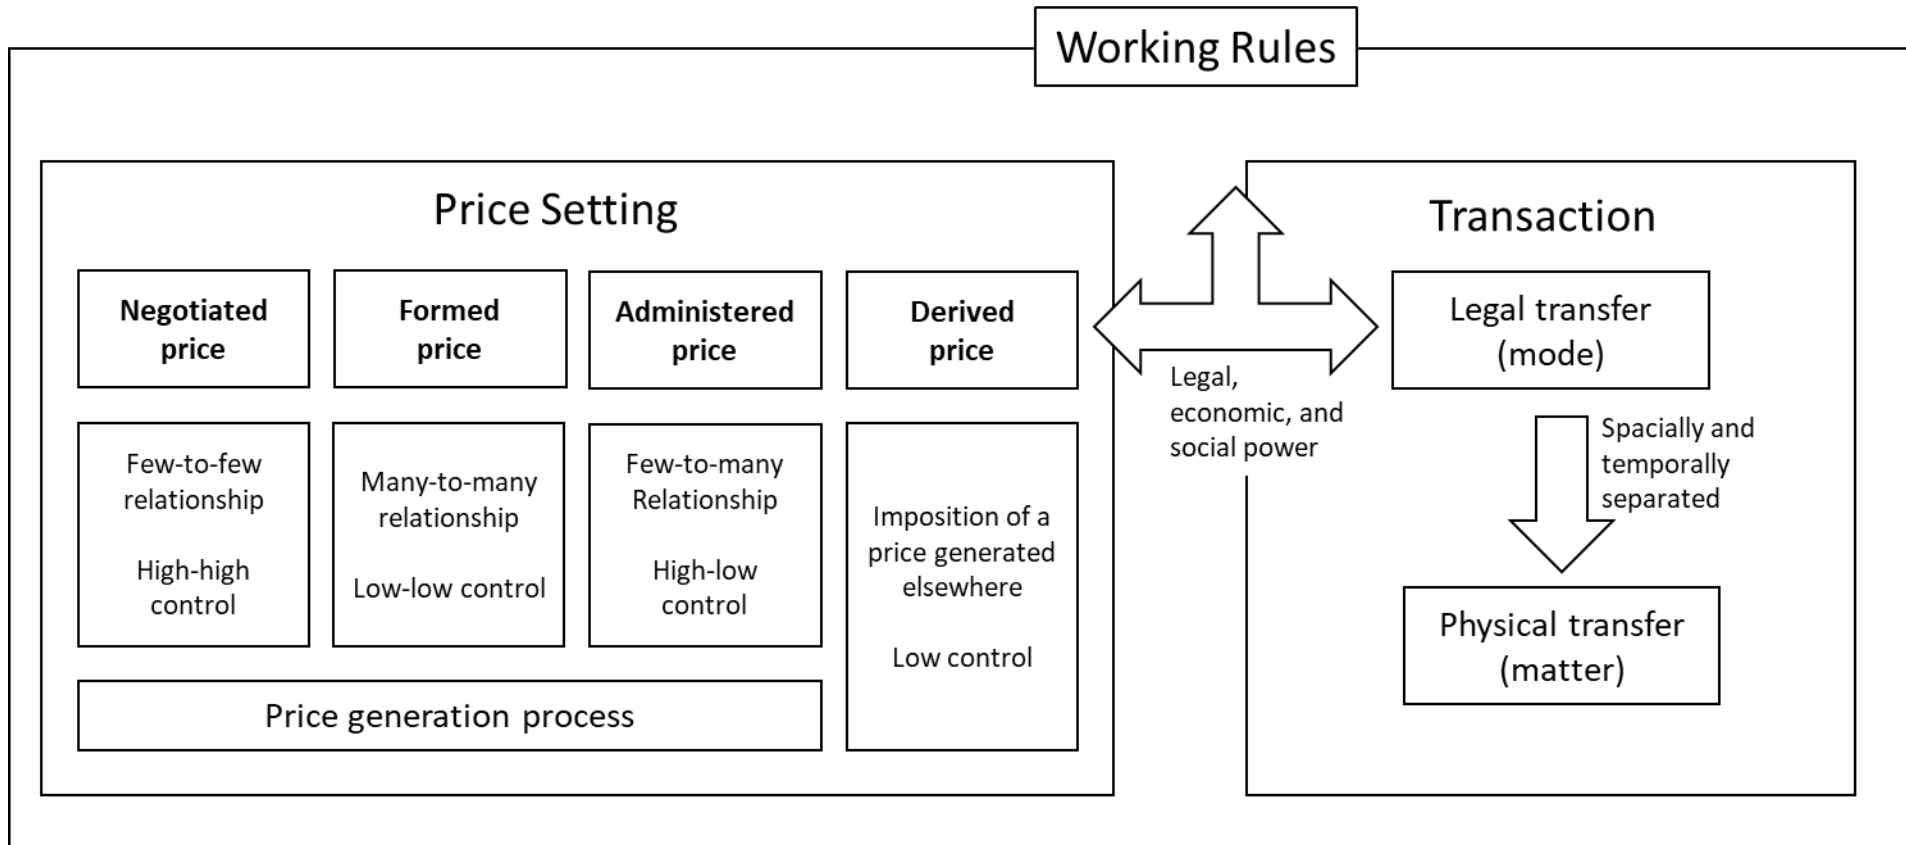 Working Rules
Price Setting
Negotiated
price
Formed
price
Administered
price
Derived
price
Few-to-few
relationship
High-high
control
Many-to-many
relationship
Low-low control
Few-to-many
Relationship
High-low
control
Imposition of a
price generated
elsewhere
Low control
Price generation process
Legal,
economic, and
social power
Transaction
Legal transfer
(mode)
Spacially and
temporally
separated
Physical transfer
(matter)